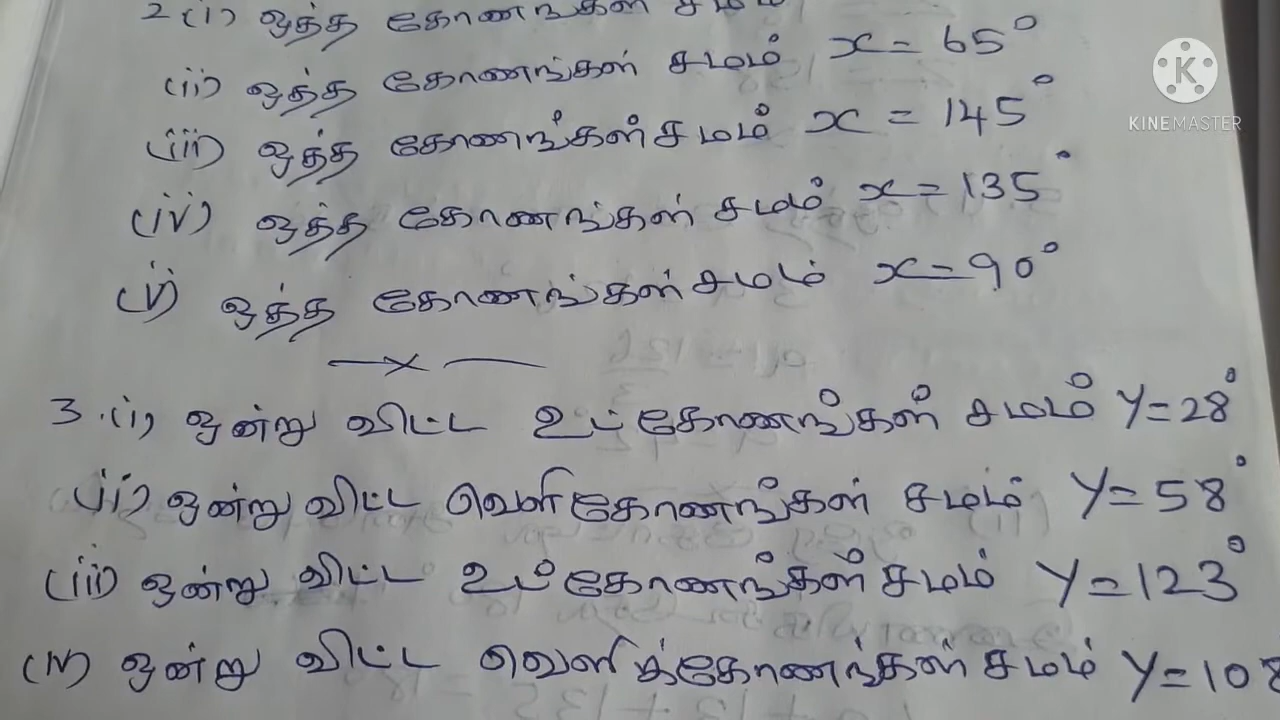 2 (i) ஒத்த கோணங்கள் சமம்
(ii) ஒத்த கோணங்கள் சமம் x = 65°
(iii) ஒத்த கோணங்கள் சமம் x = 145°
(iv) ஒத்த கோணங்கள் சமம் x = 135°
(v) ஒத்த கோணங்கள் சமம் x = 90°
3. (i) ஒன்று விட்ட உட்கோணங்கள் சமம் y = 28°
(ii) ஒன்று விட்ட வெளிகோணங்கள் சமம் y = 58°
(iii) ஒன்று விட்ட உட்கோணங்கள் சமம் y = 123°
(iv) ஒன்று விட்ட வெளிக்கோணங்கள் சமம் y = 108
K
KINEMASTER